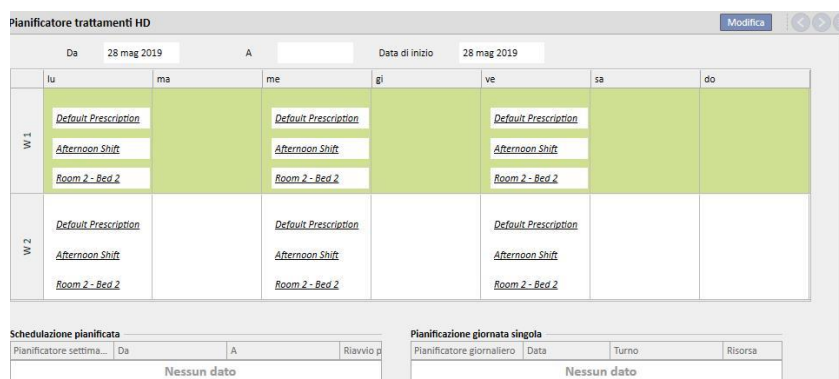 Pianificatore trattamenti HD Modifica
Da 28 mag 2019 A Data di inizio 28 mag 2019
lu ma me gi ve sa do
Default Prescription Default Prescription Default Prescription
W 1 Afternoon Shift Afternoon Shift Afternoon Shift
Room 2 - Bed 2 Room 2 - Bed 2 Room 2 - Bed 2
Default Prescription Default Prescription Default Prescription
W 2 Afternoon Shift Afternoon Shift Afternoon Shift
Room 2 - Bed 2 Room 2 - Bed 2 Room 2 - Bed 2
Schedulazione pianificata Pianificazione giornata singola
Pianificatore settima... Da A Riavvio p Pianificatore giornaliero Data Turno Risorsa
Nessun dato Nessun dato